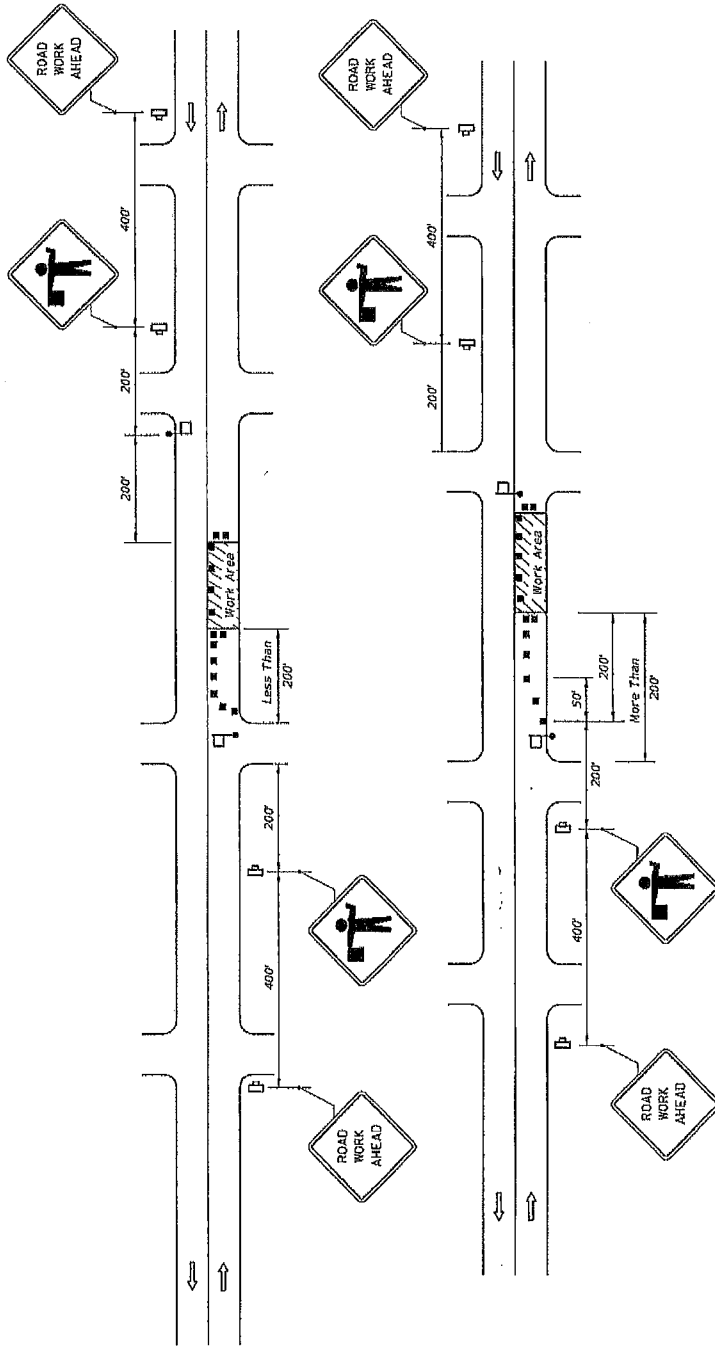 ROAD
WORK
AHEAD
400'
200'
200'
Work Area
Less Than
200'
200'
400'
ROAD
WORK
AHEAD
ROAD
WORK
AHEAD
400'
200'
Work Area
200'
More Than
200'
50'
200'
400'
ROAD
WORK
AHEAD